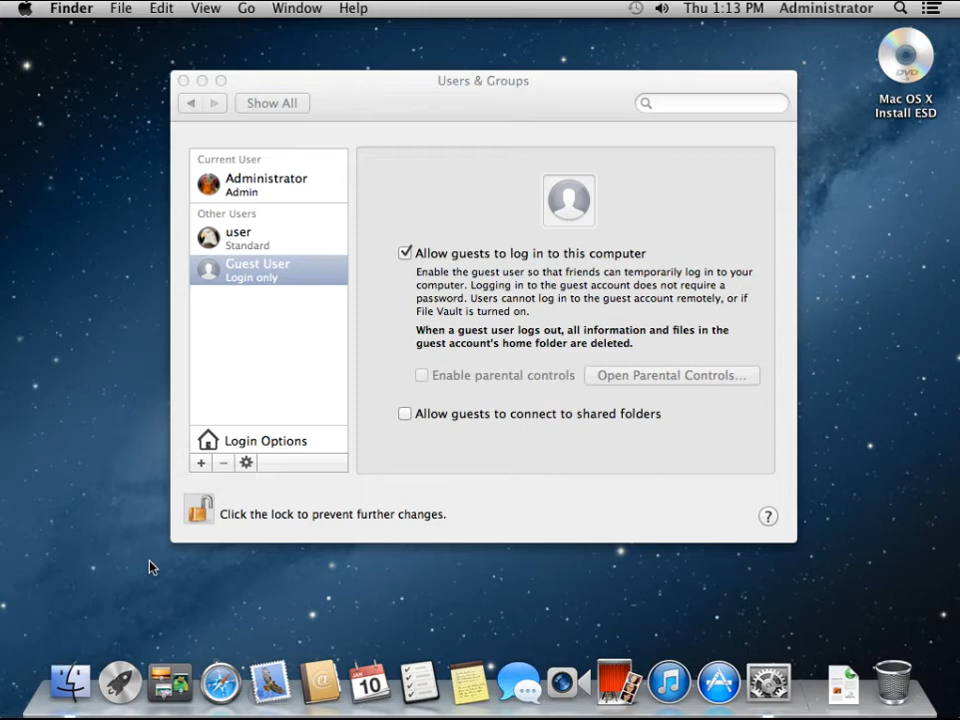 Finder File Edit View Go Window Help Thu 1:13 PM Administrator
Users & Groups
Show All
DVD
Mac OS X
Install ESD
Current User
Administrator
Admin
Other Users
user
Standard
Guest User
Login only
Login Options
Allow guests to log in to this computer
Enable the guest user so that friends can temporarily log in to your
computer. Logging in to the guest account does not require a
password. Users cannot log in to the guest account remotely, or if
File Vault is turned on.
When a guest user logs out, all information and files in the
guest account's home folder are deleted.
Enable parental controls Open Parental Controls...
Allow guests to connect to shared folders
Click the lock to prevent further changes.
?
10